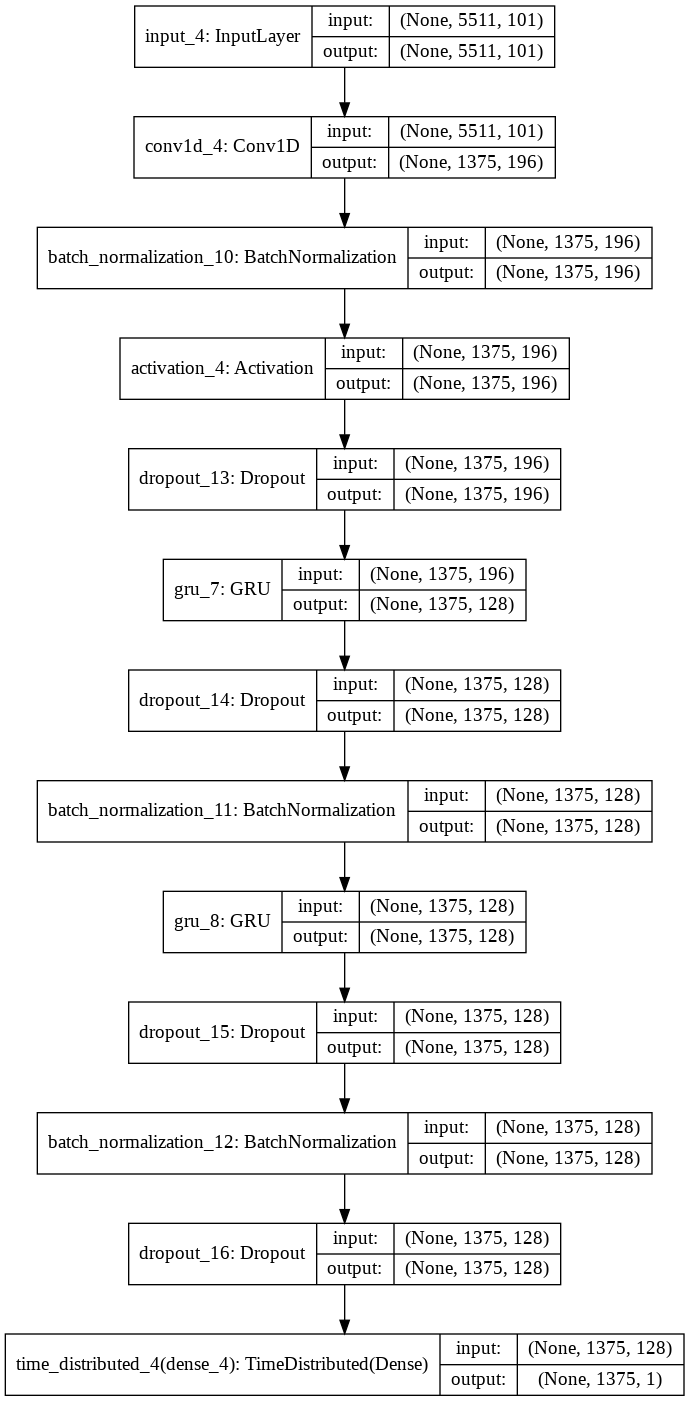 input_4: InputLayer
input:
(None, 5511, 101)
output:
(None, 5511, 101)
conv1d_4: Conv1D
input:
(None, 5511, 101)
output:
(None, 1375, 196)
batch_normalization_10: BatchNormalization
input:
(None, 1375, 196)
output:
(None, 1375, 196)
activation_4: Activation
input:
(None, 1375, 196)
output:
(None, 1375, 196)
dropout_13: Dropout
input:
(None, 1375, 196)
output:
(None, 1375, 196)
gru_7: GRU
input:
(None, 1375, 196)
output:
(None, 1375, 128)
dropout_14: Dropout
input:
(None, 1375, 128)
output:
(None, 1375, 128)
batch_normalization_11: BatchNormalization
input:
(None, 1375, 128)
output:
(None, 1375, 128)
gru_8: GRU
input:
(None, 1375, 128)
output:
(None, 1375, 128)
dropout_15: Dropout
input:
(None, 1375, 128)
output:
(None, 1375, 128)
batch_normalization_12: BatchNormalization
input:
(None, 1375, 128)
output:
(None, 1375, 128)
dropout_16: Dropout
input:
(None, 1375, 128)
output:
(None, 1375, 128)
time_distributed_4(dense_4): TimeDistributed(Dense)
input:
(None, 1375, 128)
output:
(None, 1375, 1)